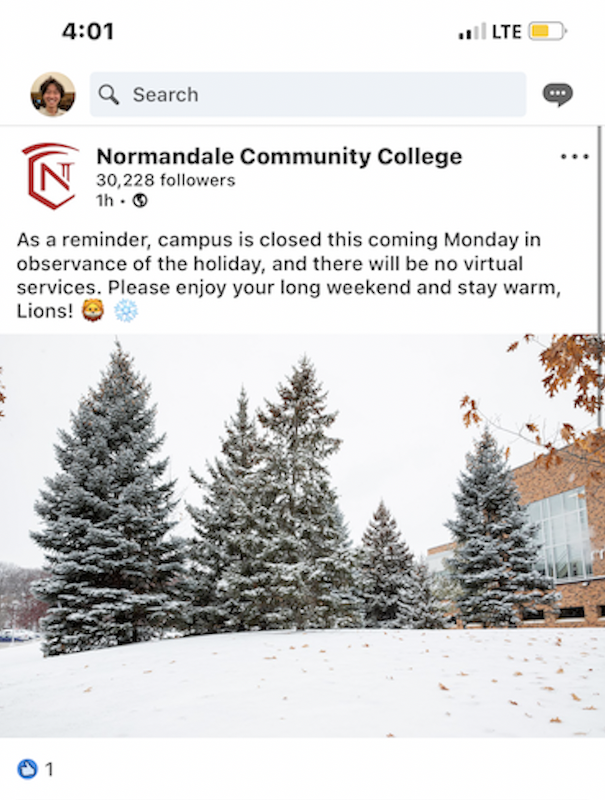 4:01
LTE
Search
Normandale Community College
30,228 followers
1h •
As a reminder, campus is closed this coming Monday in
observance of the holiday, and there will be no virtual
services. Please enjoy your long weekend and stay warm,
Lions! 🦁 ❄️
1